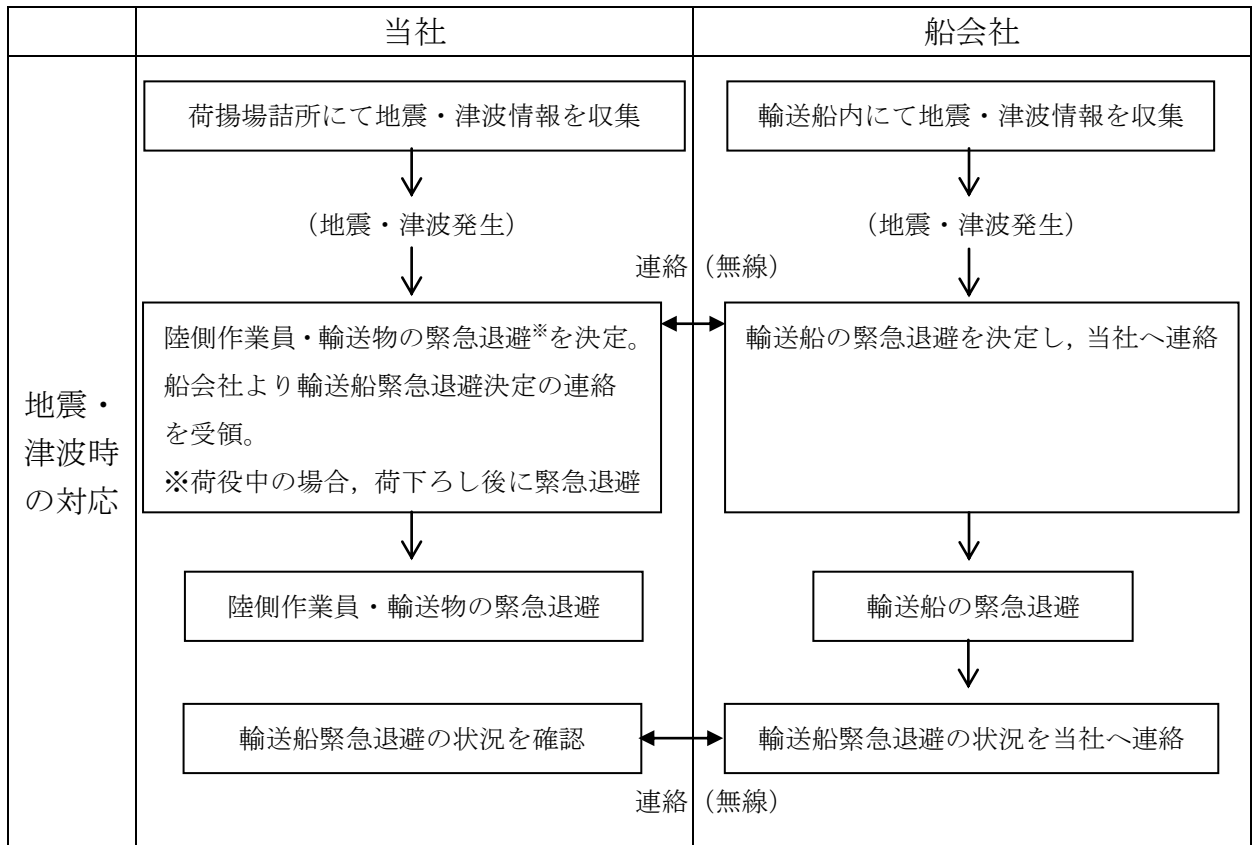 当社
船会社
地震・
津波時
の対応
荷揚場詰所にて地震・津波情報を収集
（地震・津波発生）
陸側作業員・輸送物の緊急退避※を決定。
船会社より輸送船緊急退避決定の連絡
を受領。
※荷役中の場合，荷下ろし後に緊急退避
陸側作業員・輸送物の緊急退避
輸送船緊急退避の状況を確認
連絡（無線）
連絡（無線）
輸送船内にて地震・津波情報を収集
（地震・津波発生）
輸送船の緊急退避を決定し，当社へ連絡
輸送船の緊急退避
輸送船緊急退避の状況を当社へ連絡